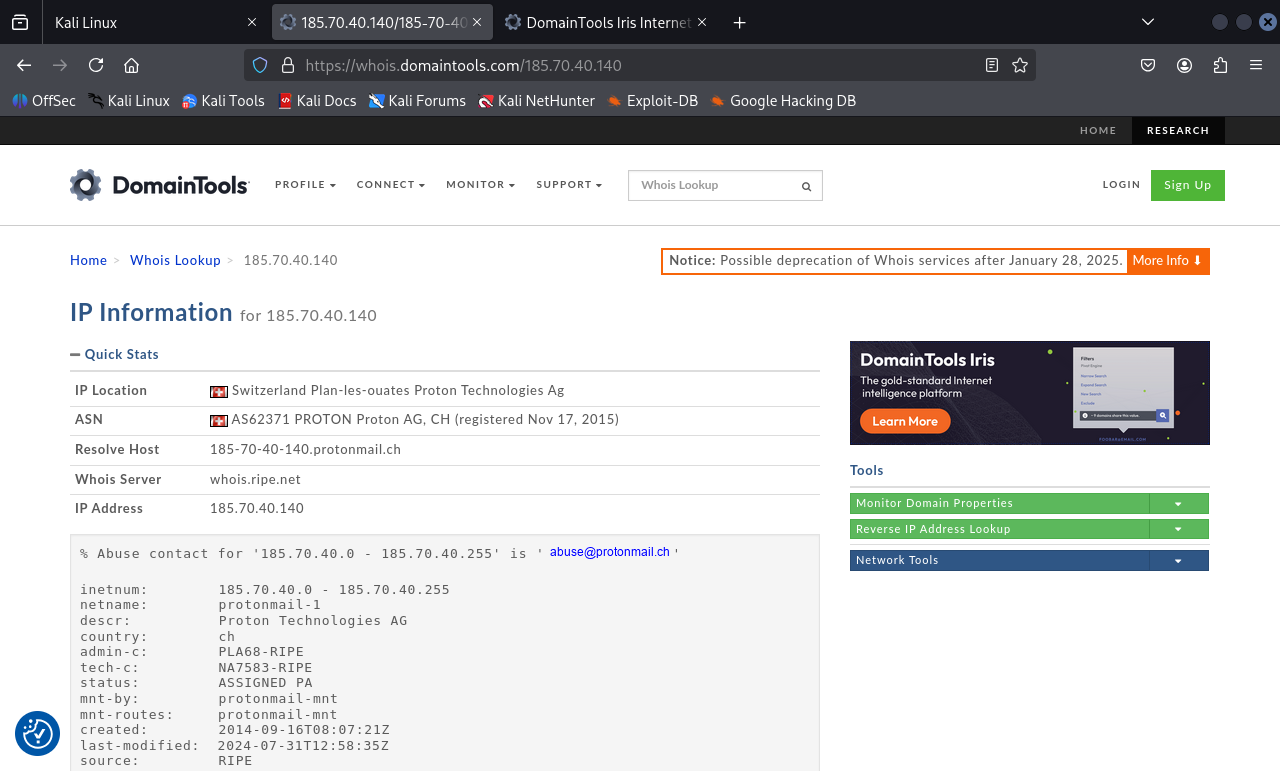 Kali Linux
185.70.40.140/185-70-40
DomainTools Iris Internet
https://whois.domaintools.com/185.70.40.140
OffSec Kali Linux Kali Tools Kali Docs Kali Forums Kali NetHunter Exploit-DB Google Hacking DB
HOME RESEARCH
DomainTools PROFILE CONNECT MONITOR SUPPORT Whois Lookup LOGIN Sign Up
Home > Whois Lookup > 185.70.40.140
Notice: Possible deprecation of Whois services after January 28, 2025. More Info ⬇
IP Information for 185.70.40.140
Quick Stats
IP Location Switzerland Plan-les-ouates Proton Technologies Ag
ASN AS62371 PROTON Proton AG, CH (registered Nov 17, 2015)
Resolve Host 185-70-40-140.protonmail.ch
Whois Server whois.ripe.net
IP Address 185.70.40.140
% Abuse contact for '185.70.40.0 - 185.70.40.255' is ' abuse@protonmail.ch '
inetnum: 185.70.40.0 - 185.70.40.255
netname: protonmail-1
descr: Proton Technologies AG
country: ch
admin-c: PLA68-RIPE
tech-c: NA7583-RIPE
status: ASSIGNED PA
mnt-by: protonmail-mnt
mnt-routes: protonmail-mnt
created: 2014-09-16T08:07:21Z
last-modified: 2024-07-31T12:58:35Z
source: RIPE
DomainTools Iris
The gold-standard Internet
intelligence platform
Learn More
Filters
Narrow Search
Expand Search
New Search
Exclude
Tools
Monitor Domain Properties
Reverse IP Address Lookup
Network Tools